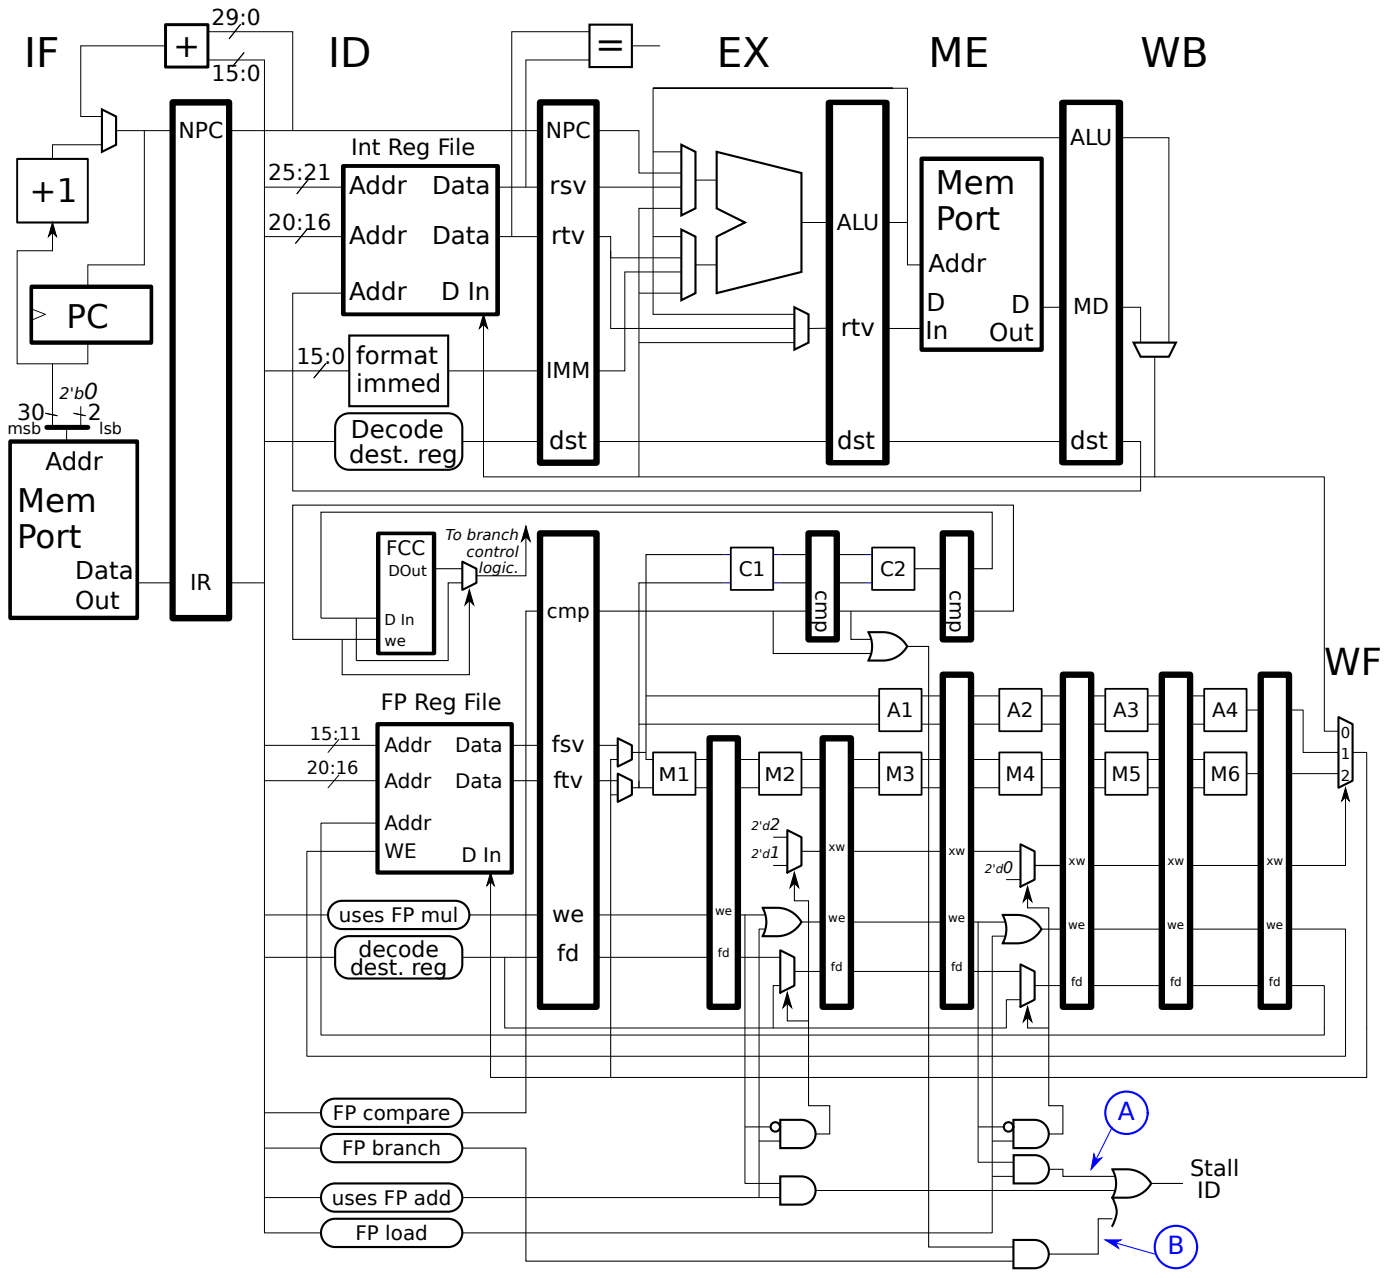 IF
ID
EX
ME
WB
29:0
+
15:0
=
NPC
+1
PC
2'b0
30
2
msb
lsb
Addr
Mem
Port
Data
Out
IR
Int Reg File
25:21
Addr
Data
20:16
Addr
Data
Addr
D In
15:0
format
immed
Decode
dest. reg
NPC
rsv
rtv
IMM
dst
ALU
rtv
dst
Mem
Port
Addr
D
In
D
Out
ALU
MD
dst
FCC
DOut
D In
we
To branch
control
logic.
cmp
C1
cmp
C2
cmp
WF
FP Reg File
15:11
Addr
Data
20:16
Addr
Data
Addr
WE
D In
fsv
ftv
we
fd
uses FP mul
decode
dest. reg
A1
A2
A3
A4
M1
M2
M3
M4
M5
M6
0
1
2
2'd2
2'd1
xw
xw
2'd0
xw
xw
xw
we
we
we
we
we
we
fd
fd
fd
fd
fd
fd
FP compare
FP branch
uses FP add
FP load
A
B
Stall
ID